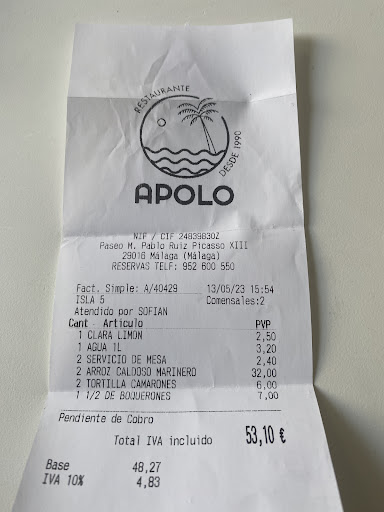 RESTAURANTE
DESDE 1990
APOLO
NIF / CIF 24839830Z
Paseo M. Pablo Ruiz Picasso XIII
29016 Málaga (Málaga)
RESERVAS TELF: 952 600 550
Fact. Simple: A/40429 13/05/23 15:54
ISLA 5 Comensales:2
Atendido por SOFIAN
Cant Articulo PVP
1 CLARA LIMON 2,50
1 AGUA 1L 3,20
2 SERVICIO DE MESA 2,40
2 ARROZ CALDOSO MARINERO 32,00
2 TORTILLA CAMARONES 6,00
1 1/2 DE BOQUERONES 7,00
Pendiente de Cobro
Total IVA incluido 53,10 €
Base 48,27
IVA 10% 4,83